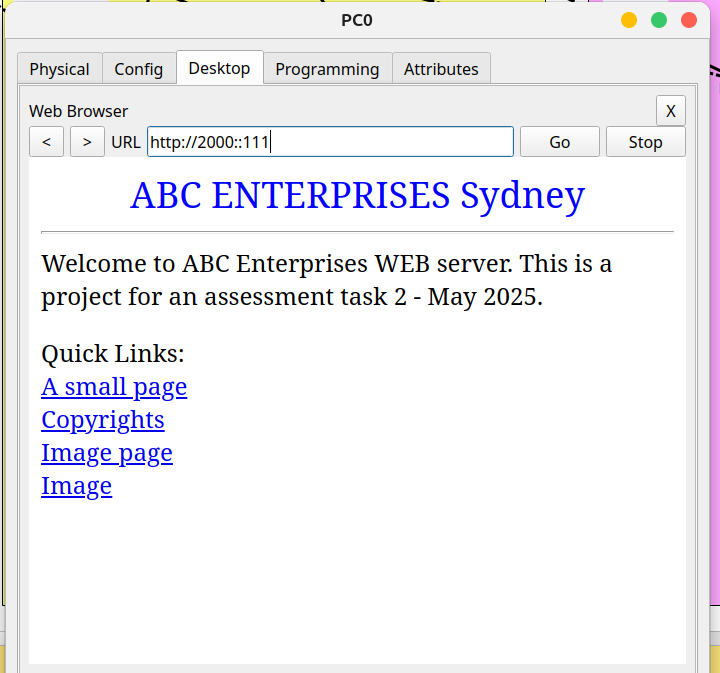 PC0
Physical Config Desktop Programming Attributes
Web Browser X
< > URL http://2000::111 Go Stop
ABC ENTERPRISES Sydney
Welcome to ABC Enterprises WEB server. This is a
project for an assessment task 2 - May 2025.
Quick Links:
A small page
Copyrights
Image page
Image